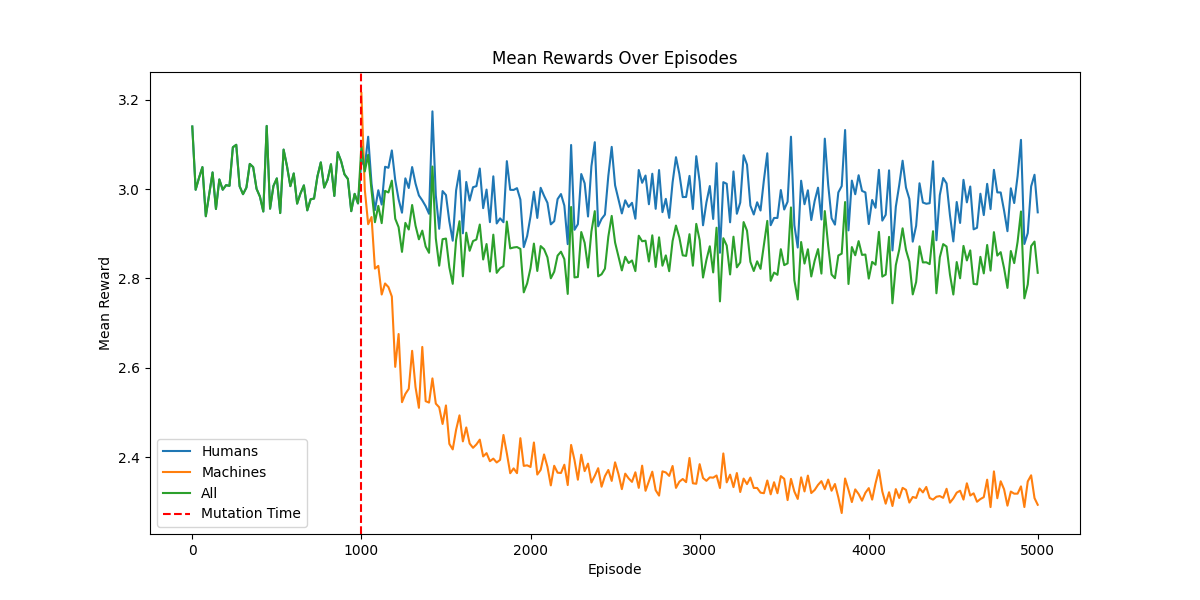 Mean Rewards Over Episodes
Mean Reward
3.2
3.0
2.8
2.6
2.4
Humans
Machines
All
Mutation Time
0 1000 2000 3000 4000 5000
Episode